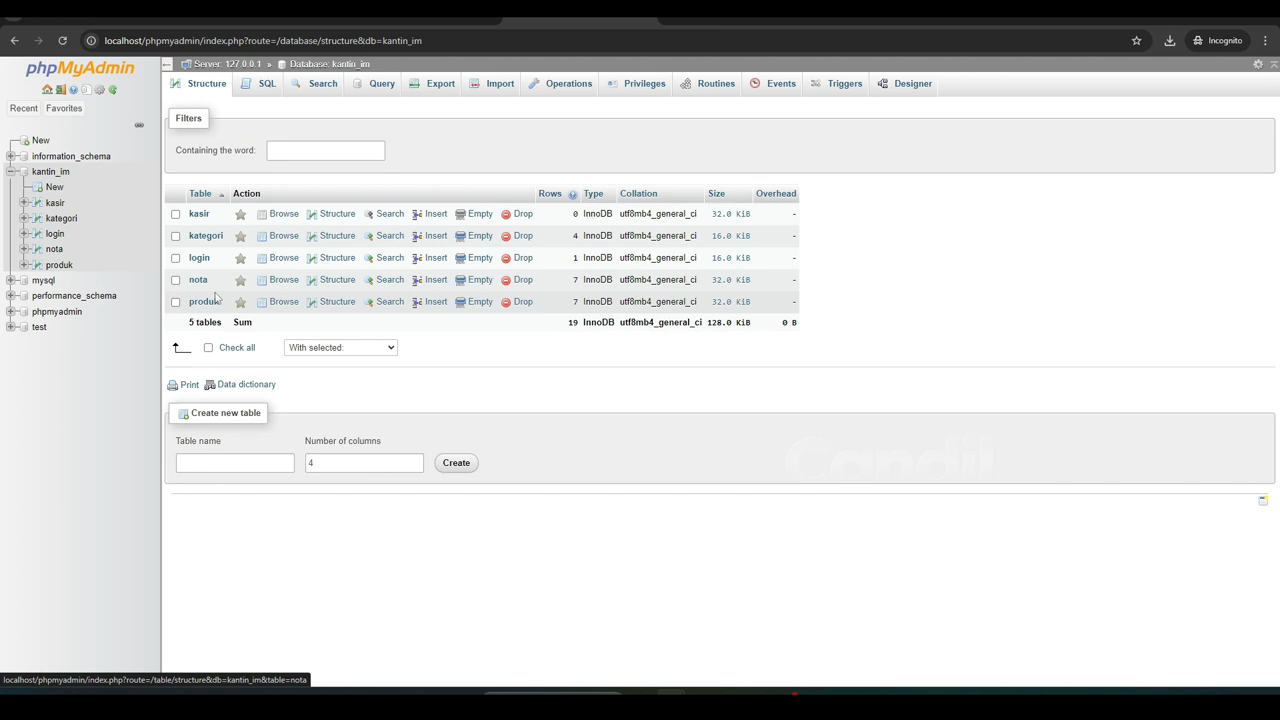 localhost/phpmyadmin/index.php?route=/database/structure&db=kantin_im
Incognito
phpMyAdmin
Recent Favorites
New
information_schema
kantin_im
New
kasir
kategori
login
nota
produk
mysql
performance_schema
phpmyadmin
test
Server: 127.0.0.1 » Database: kantin_im
Structure SQL Search Query Export Import Operations Privileges Routines Events Triggers Designer
Filters
Containing the word:
Table Action Rows Type Collation Size Overhead
kasir Browse Structure Search Insert Empty Drop 0 InnoDB utf8mb4_general_ci 32.0 KiB -
kategori Browse Structure Search Insert Empty Drop 4 InnoDB utf8mb4_general_ci 16.0 KiB -
login Browse Structure Search Insert Empty Drop 1 InnoDB utf8mb4_general_ci 16.0 KiB -
nota Browse Structure Search Insert Empty Drop 7 InnoDB utf8mb4_general_ci 32.0 KiB -
produk Browse Structure Search Insert Empty Drop 7 InnoDB utf8mb4_general_ci 32.0 KiB -
5 tables Sum 19 InnoDB utf8mb4_general_ci 128.0 KiB 0 B
Check all With selected:
Print Data dictionary
Create new table
Table name Number of columns
4 Create
Candil
localhost/phpmyadmin/index.php?route=/table/structure&db=kantin_im&table=nota